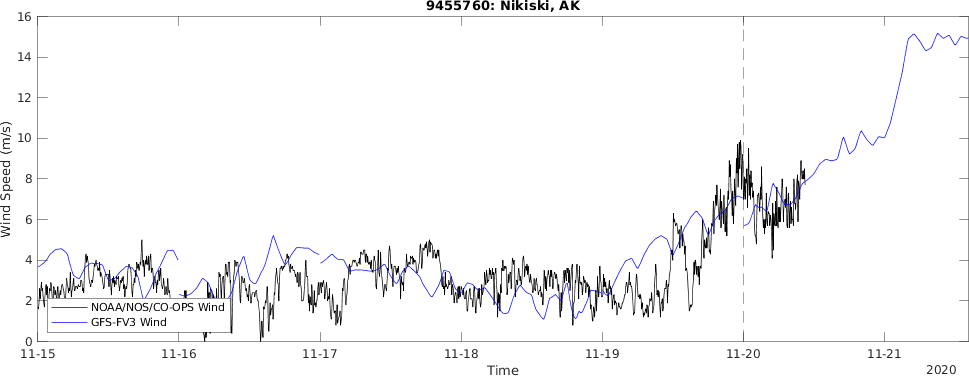 9455760: Nikiski, AK
16
14
12
10
8
6
4
2
0
Wind Speed (m/s)
NOAA/NOS/CO-OPS Wind
GFS-FV3 Wind
11-15 11-16 11-17 11-18 11-19 11-20 11-21
Time
2020